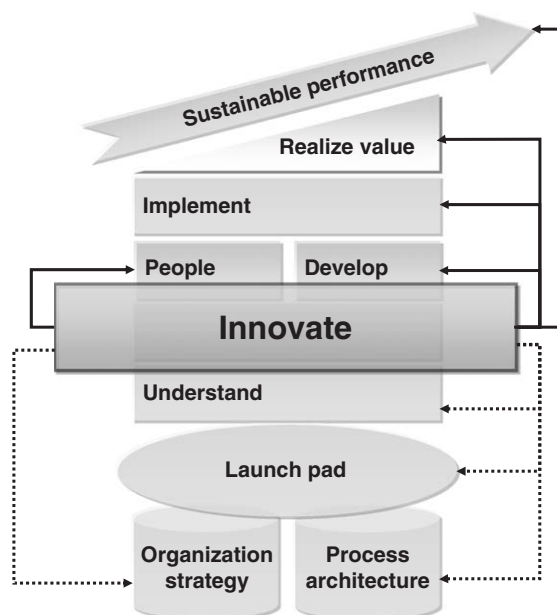 Sustainable performance
Realize value
Implement
People
Develop
Innovate
Understand
Launch pad
Organization
strategy
Process
architecture